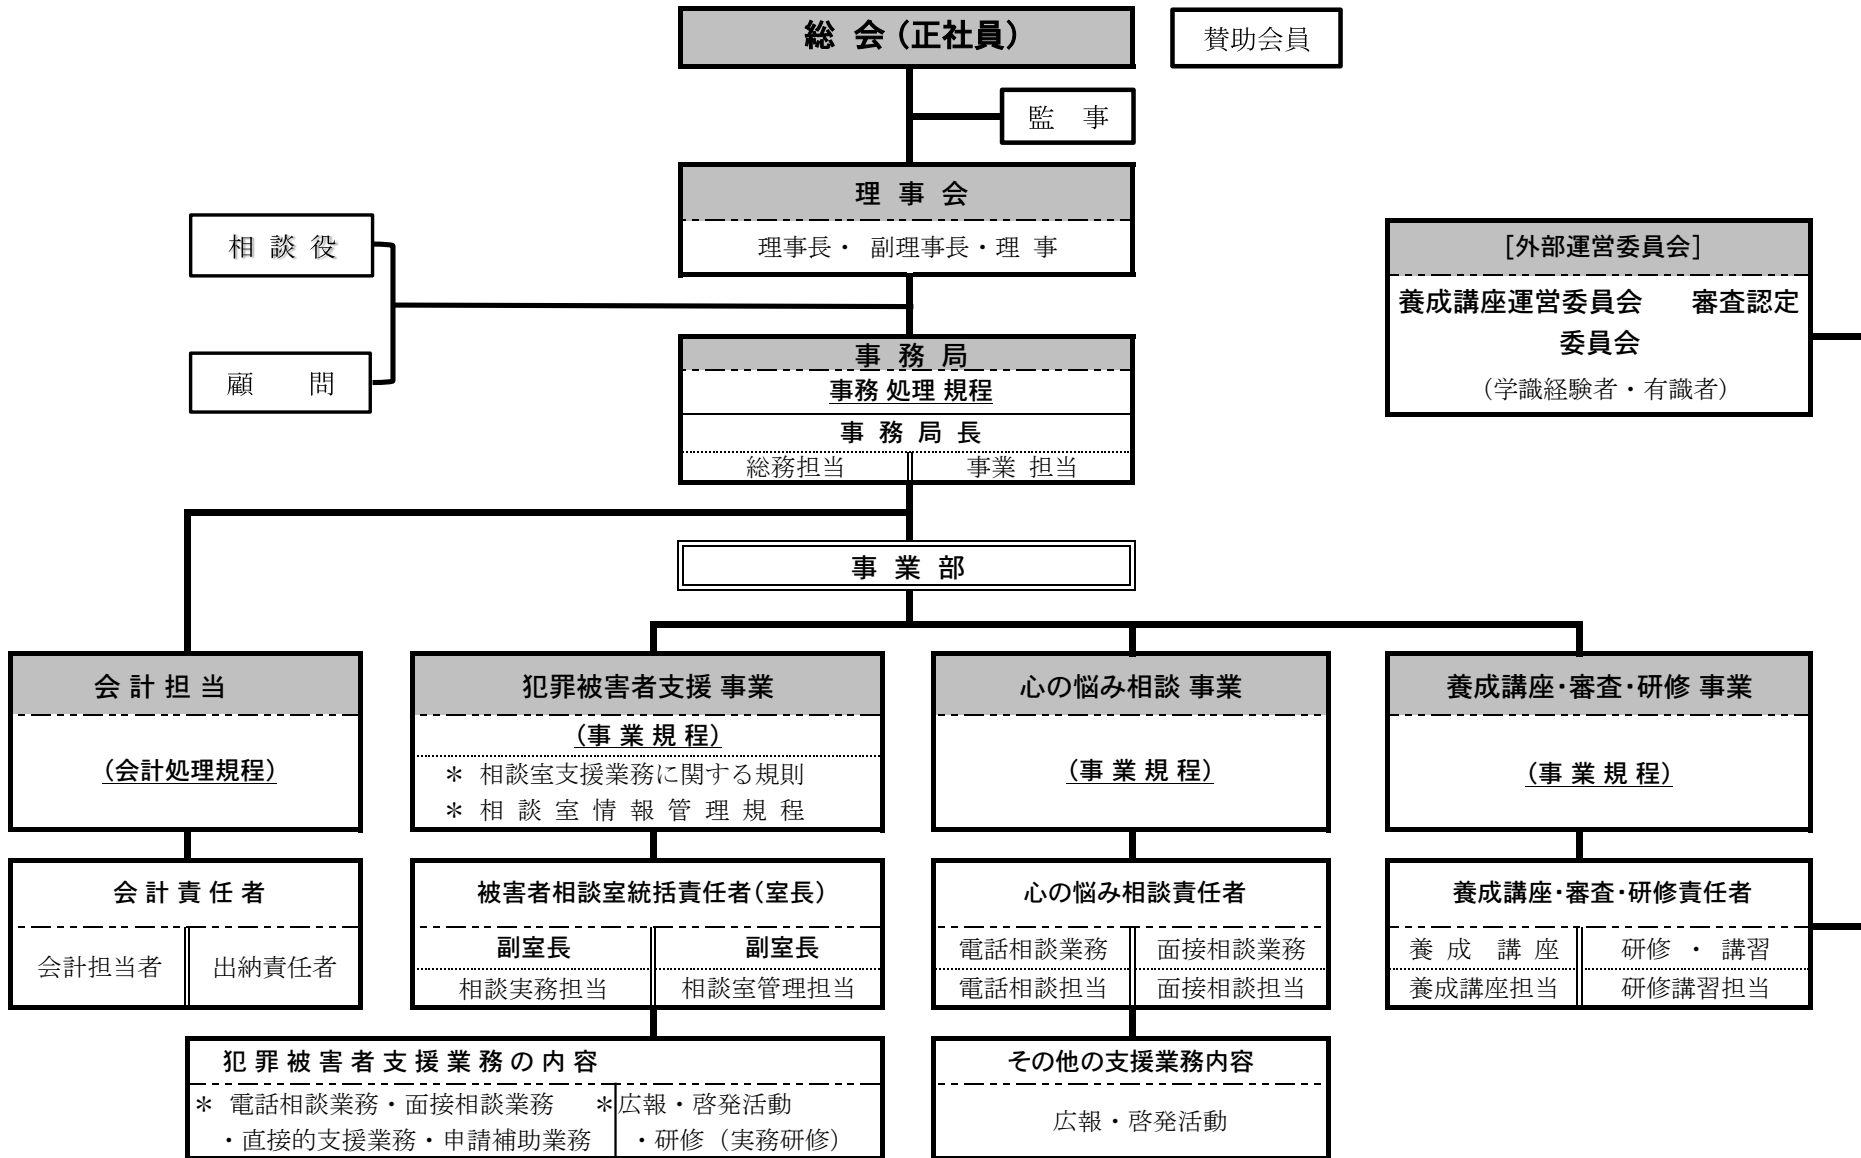 総 会（正社員）
賛助会員
監 事
理 事 会
理事長・ 副理事長・理 事
相 談 役
顧 問
［外部運営委員会］
養成講座運営委員会 審査認定
委員会
（学識経験者・有識者）
事 務 局
事務 処理 規程
事 務 局 長
総務担当 事業 担当
事 業 部
会 計 担 当
（会計処理規程）
犯罪被害者支援 事業
（事 業 規 程）
＊ 相談室支援業務に関する規則
＊ 相 談 室 情 報 管 理 規 程
心の悩み相談 事業
（事 業 規 程）
養成講座・審査・研修 事業
（事 業 規 程）
会 計 責 任 者
会計担当者 出納責任者
被害者相談室統括責任者（室長）
副室長 副室長
相談実務担当 相談室管理担当
心の悩み相談責任者
電話相談業務 面接相談業務
電話相談担当 面接相談担当
養成講座・審査・研修責任者
養 成 講 座 研修 ・ 講習
養成講座担当 研修講習担当
犯 罪 被 害 者 支 援 業 務 の 内 容
＊ 電話相談業務・面接相談業務 ＊広報・啓発活動
・直接的支援業務・申請補助業務 ・研修（実務研修）
その他の支援業務内容
広報・啓発活動